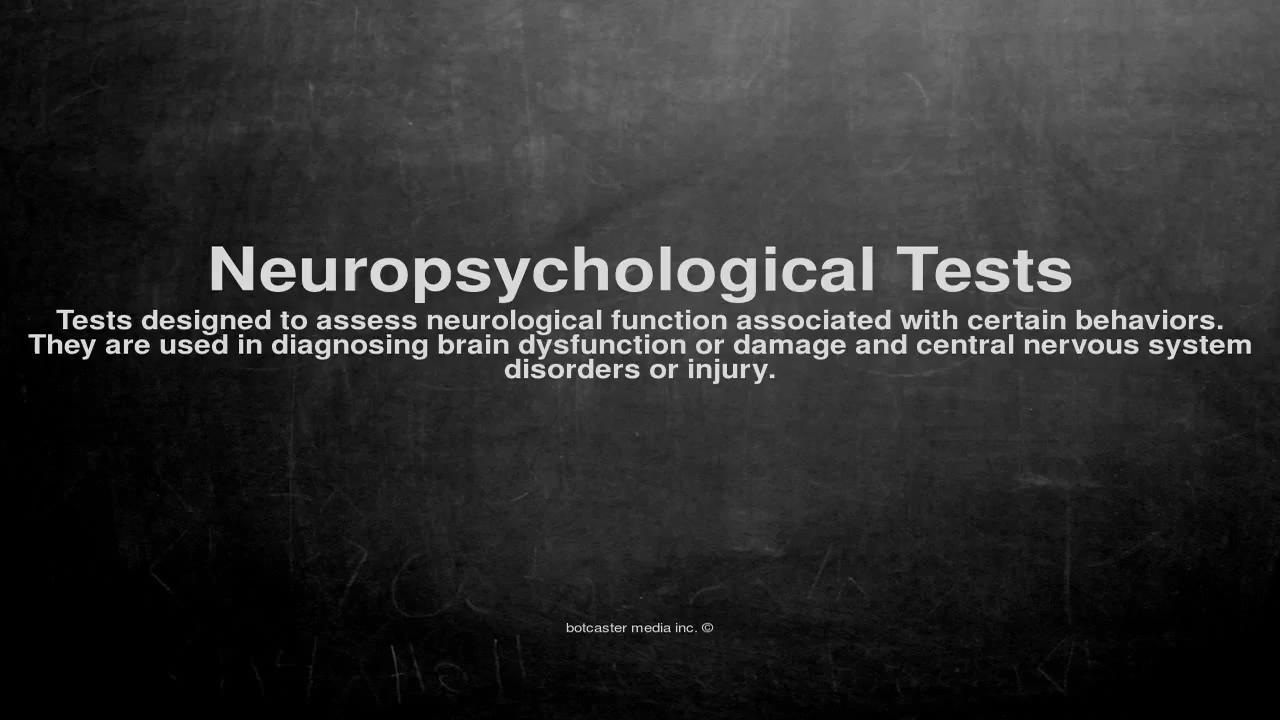 Neuropsychological Tests
Tests designed to assess neurological function associated with certain behaviors.
They are used in diagnosing brain dysfunction or damage and central nervous system
disorders or injury.
botcaster media inc. ©